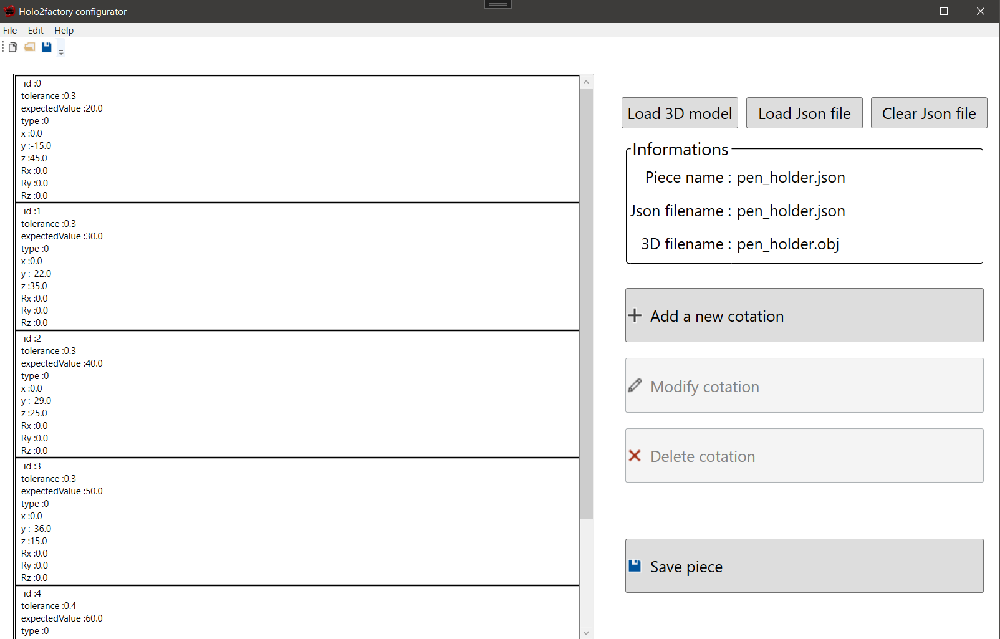 Holo2factory configurator
File Edit Help
id :0
tolerance :0.3
expectedValue :20.0
type :0
x :0.0
y :-15.0
z :45.0
Rx :0.0
Ry :0.0
Rz :0.0
id :1
tolerance :0.3
expectedValue :30.0
type :0
x :0.0
y :-22.0
z :35.0
Rx :0.0
Ry :0.0
Rz :0.0
id :2
tolerance :0.3
expectedValue :40.0
type :0
x :0.0
y :-29.0
z :25.0
Rx :0.0
Ry :0.0
Rz :0.0
id :3
tolerance :0.3
expectedValue :50.0
type :0
x :0.0
y :-36.0
z :15.0
Rx :0.0
Ry :0.0
Rz :0.0
id :4
tolerance :0.4
expectedValue :60.0
type :0
Load 3D model Load Json file Clear Json file
Informations
Piece name : pen_holder.json
Json filename : pen_holder.json
3D filename : pen_holder.obj
Add a new cotation
Modify cotation
Delete cotation
Save piece